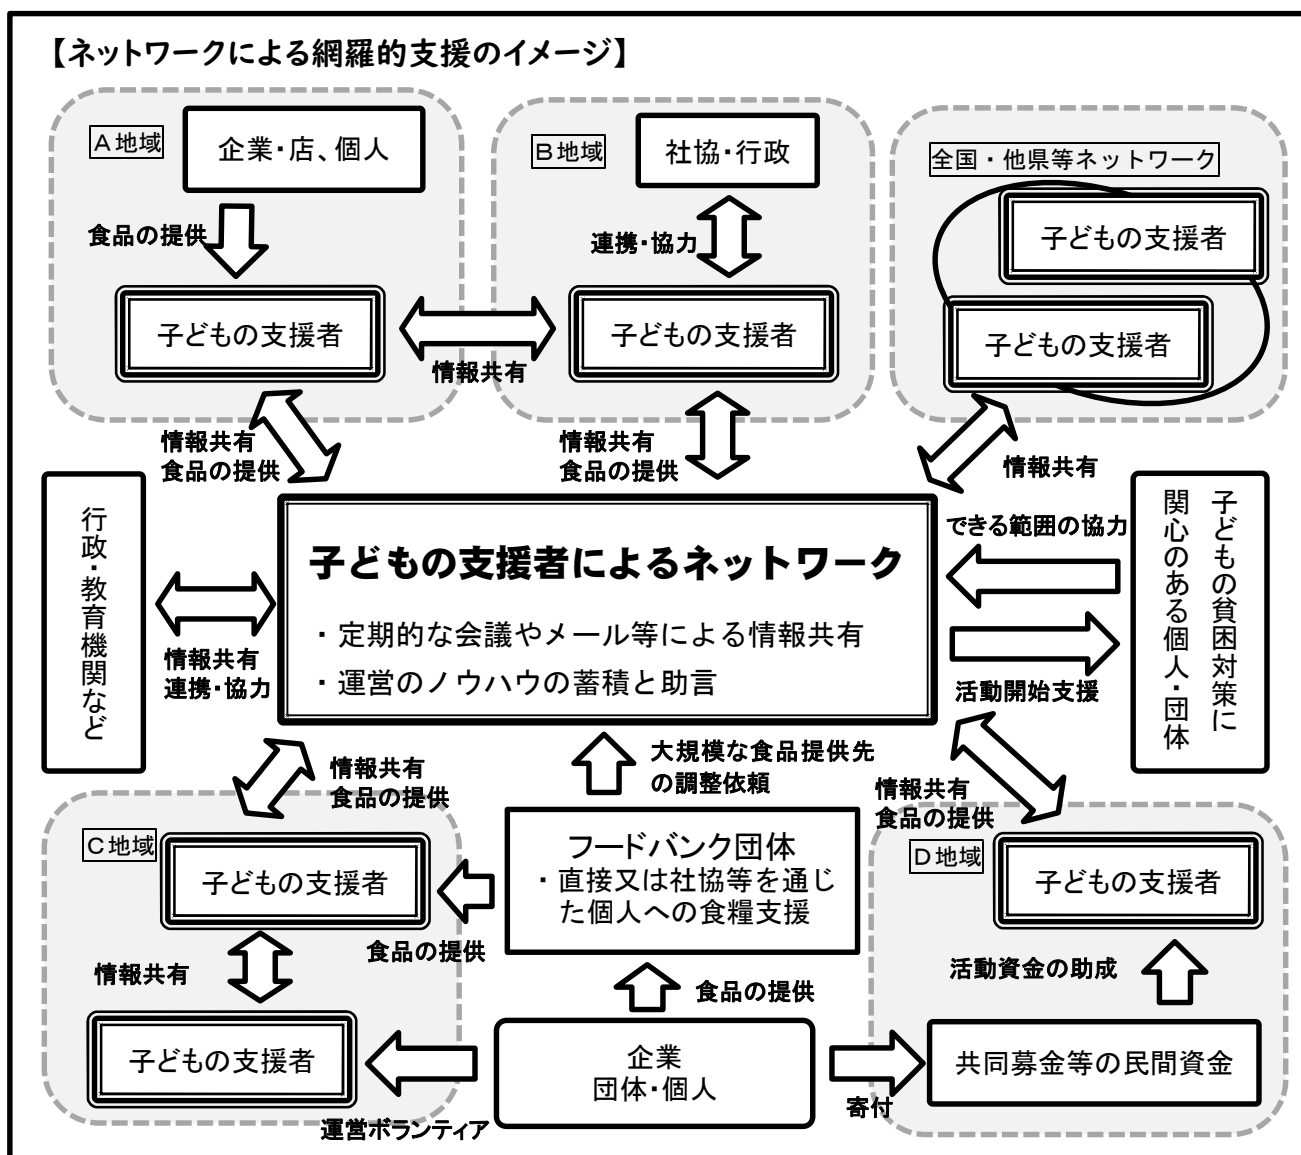 【ネットワークによる網羅的支援のイメージ】
A地域
企業・店、個人
食品の提供
子どもの支援者
情報共有
B地域
社協・行政
連携・協力
子どもの支援者
全国・他県等ネットワーク
子どもの支援者
子どもの支援者
情報共有
食品の提供
情報共有
食品の提供
情報共有
行政・教育機関など
情報共有
連携・協力
子どもの支援者によるネットワーク
・定期的な会議やメール等による情報共有
・運営のノウハウの蓄積と助言
できる範囲の協力
活動開始支援
子どもの貧困対策に
関心のある個人・団体
情報共有
食品の提供
大規模な食品提供先
の調整依頼
情報共有
食品の提供
C地域
子どもの支援者
情報共有
子どもの支援者
食品の提供
フードバンク団体
・直接又は社協等を通じ
た個人への食糧支援
食品の提供
企業
団体・個人
運営ボランティア
寄付
D地域
子どもの支援者
活動資金の助成
共同募金等の民間資金